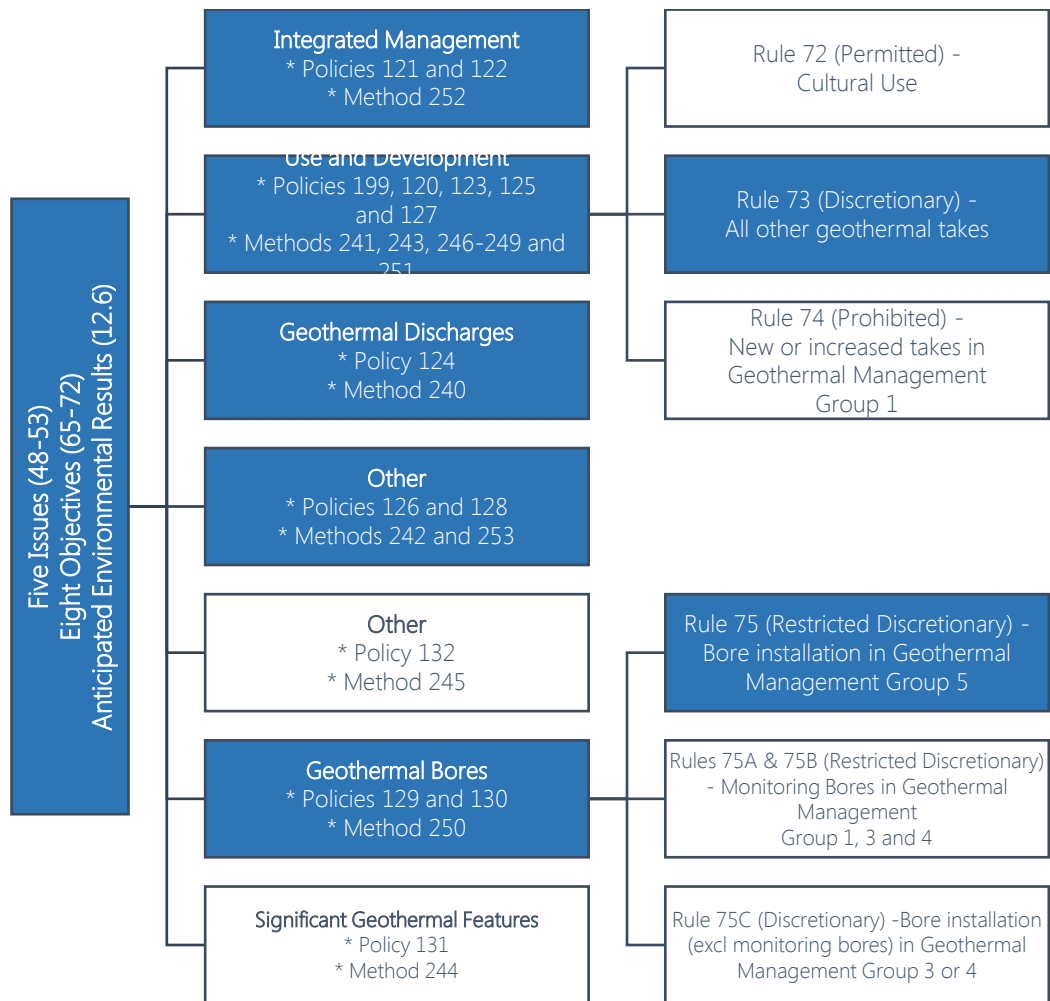 Five Issues (48-53)
Eight Objectives (65-72)
Anticipated Environmental Results (12.6)
Integrated Management
* Policies 121 and 122
* Method 252
Use and Development
* Policies 199, 120, 123, 125
and 127
* Methods 241, 243, 246-249 and
251
Geothermal Discharges
* Policy 124
* Method 240
Other
* Policies 126 and 128
* Methods 242 and 253
Other
* Policy 132
* Method 245
Geothermal Bores
* Policies 129 and 130
* Method 250
Significant Geothermal Features
* Policy 131
* Method 244
Rule 72 (Permitted) -
Cultural Use
Rule 73 (Discretionary) -
All other geothermal takes
Rule 74 (Prohibited) -
New or increased takes in
Geothermal Management
Group 1
Rule 75 (Restricted Discretionary) -
Bore installation in Geothermal
Management Group 5
Rules 75A & 75B (Restricted Discretionary)
- Monitoring Bores in Geothermal
Management
Group 1, 3 and 4
Rule 75C (Discretionary) -Bore installation
(excl monitoring bores) in Geothermal
Management Group 3 or 4